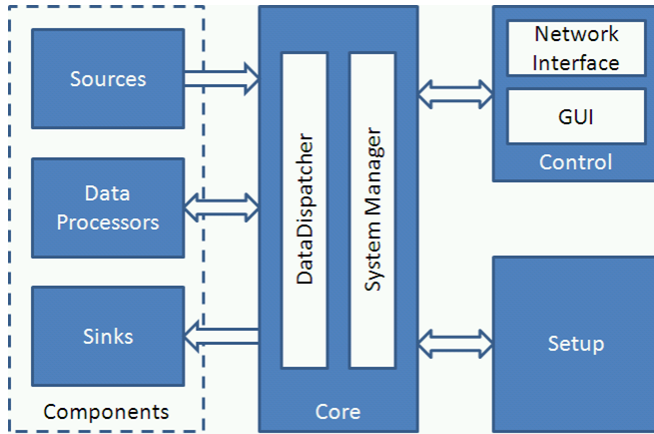 Sources
Data
Processors
Sinks
Components
DataDispatcher
System Manager
Core
Network
Interface
GUI
Control
Setup